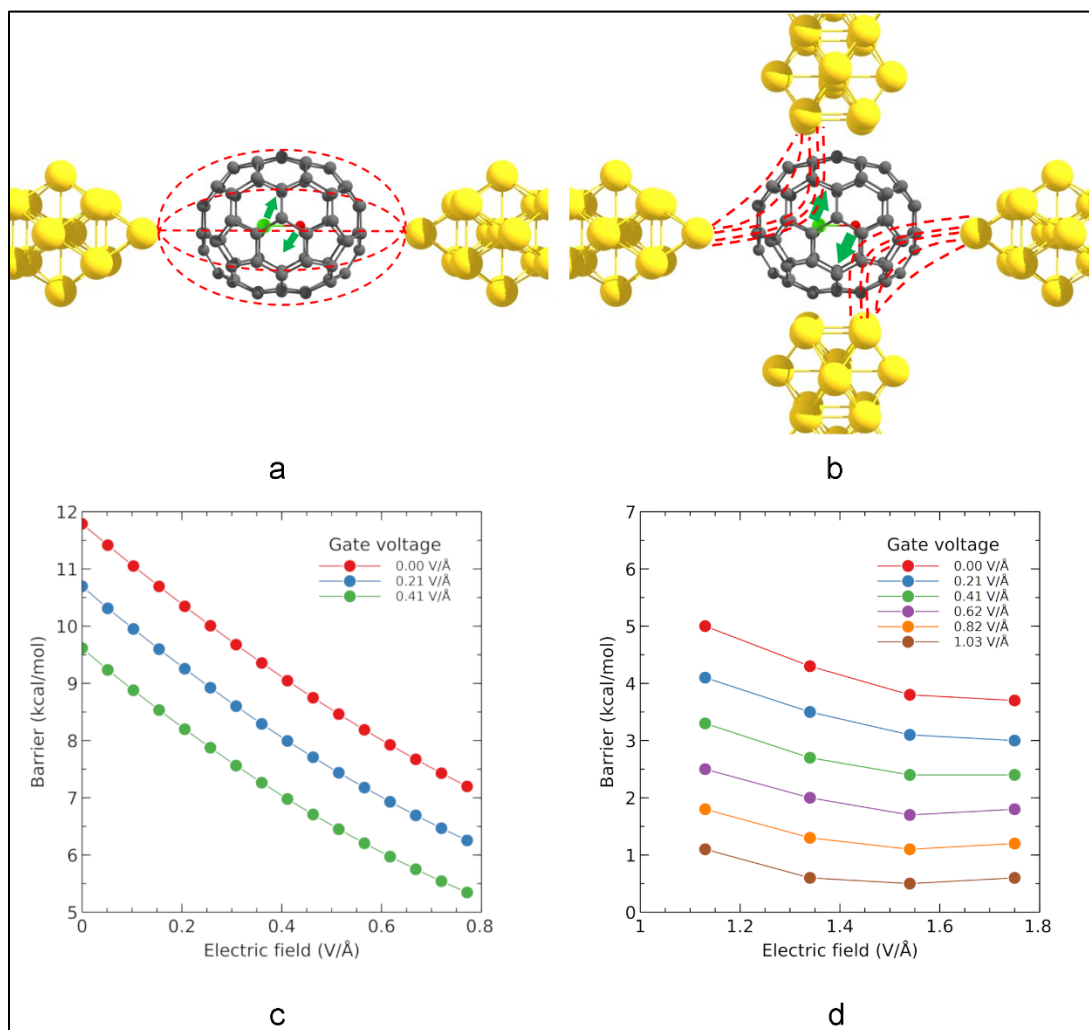 a
b
12
11
10
9
8
7
6
5
Barrier (kcal/mol)
0
0.2
0.4
0.6
0.8
Electric field (V/Å)
Gate voltage
0.00 V/Å
0.21 V/Å
0.41 V/Å
c
7
6
5
4
3
2
1
0
Barrier (kcal/mol)
1
1.2
1.4
1.6
1.8
Electric field (V/Å)
Gate voltage
0.00 V/Å
0.21 V/Å
0.41 V/Å
0.62 V/Å
0.82 V/Å
1.03 V/Å
d